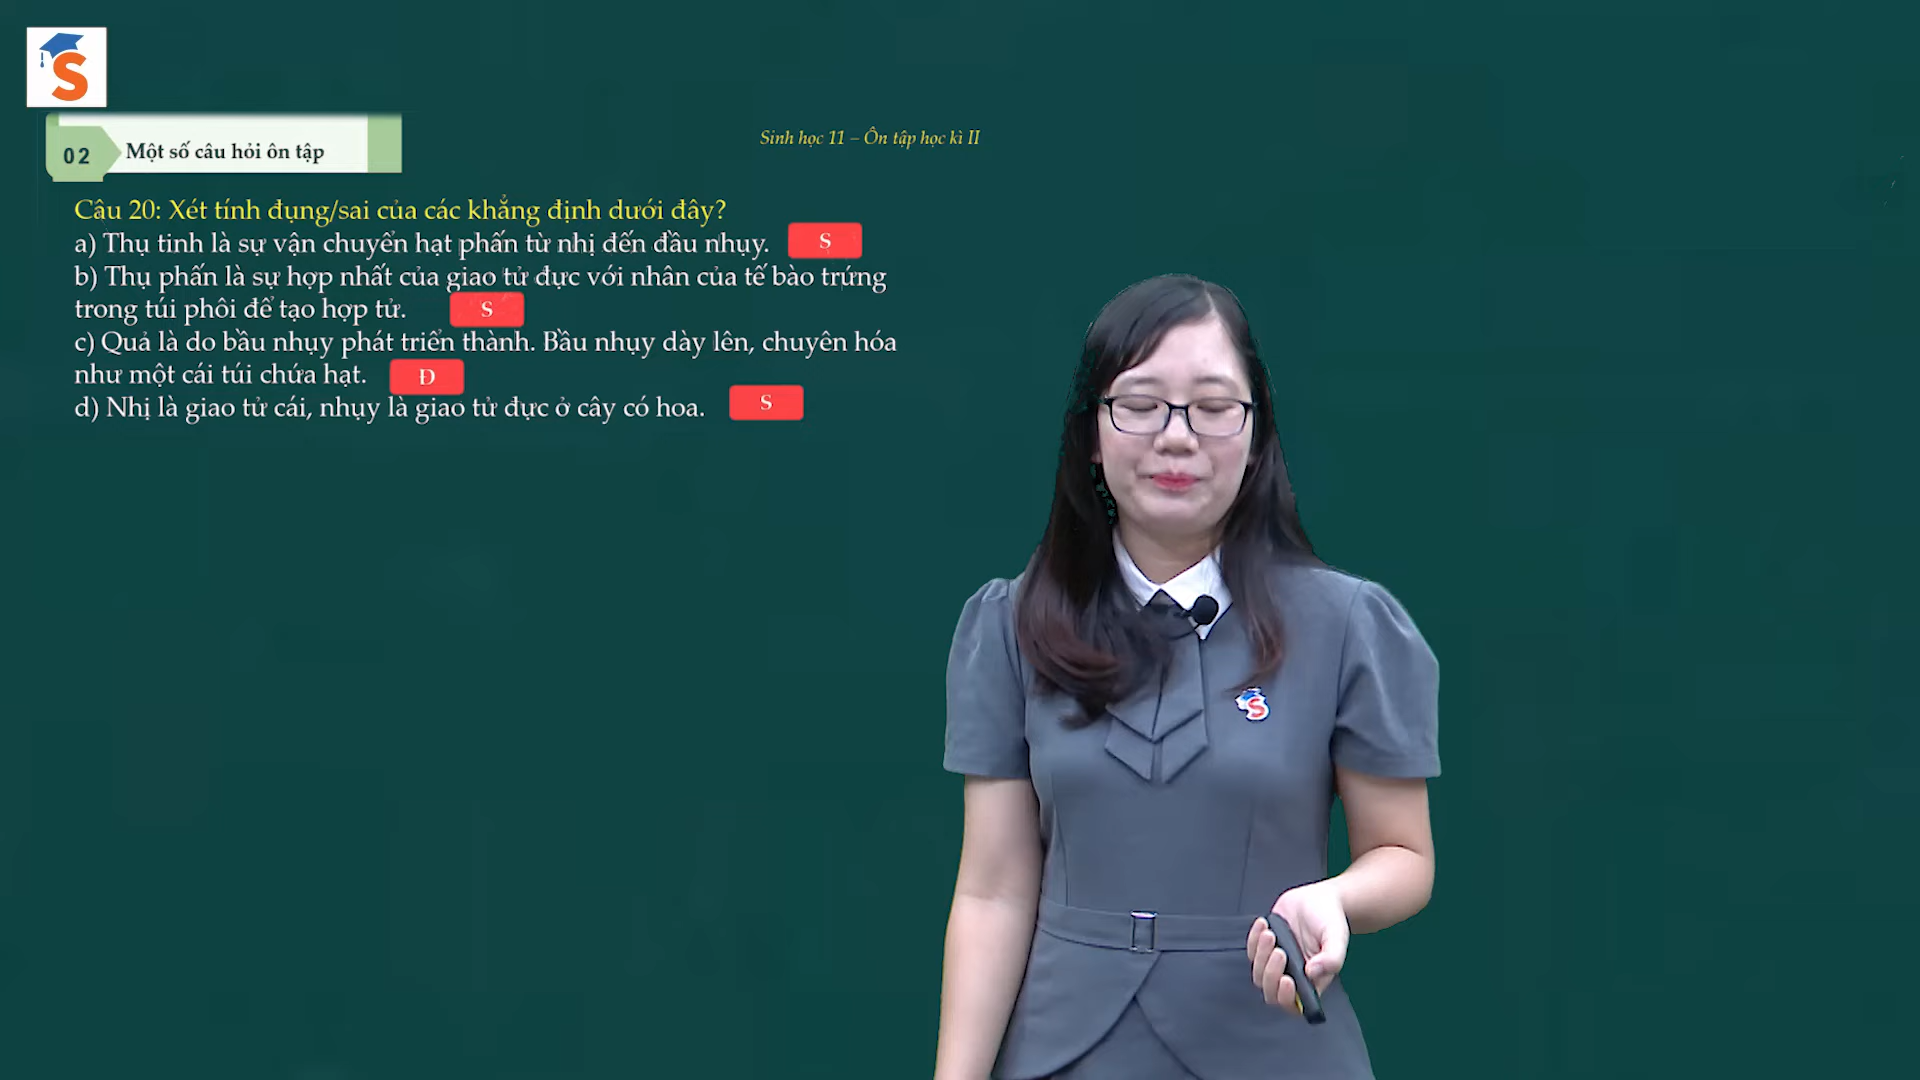 S
02 Một số câu hỏi ôn tập
Sinh học 11 – Ôn tập học kì II
Câu 20: Xét tính đụng/sai của các khẳng định dưới đây?
a) Thụ tinh là sự vận chuyển hạt phấn từ nhị đến đầu nhụy. S
b) Thụ phấn là sự hợp nhất của giao tử đực với nhân của tế bào trứng
trong túi phôi để tạo hợp tử. S
c) Quả là do bầu nhụy phát triển thành. Bầu nhụy dày lên, chuyên hóa
như một cái túi chứa hạt. Đ
d) Nhị là giao tử cái, nhụy là giao tử đực ở cây có hoa. S
S